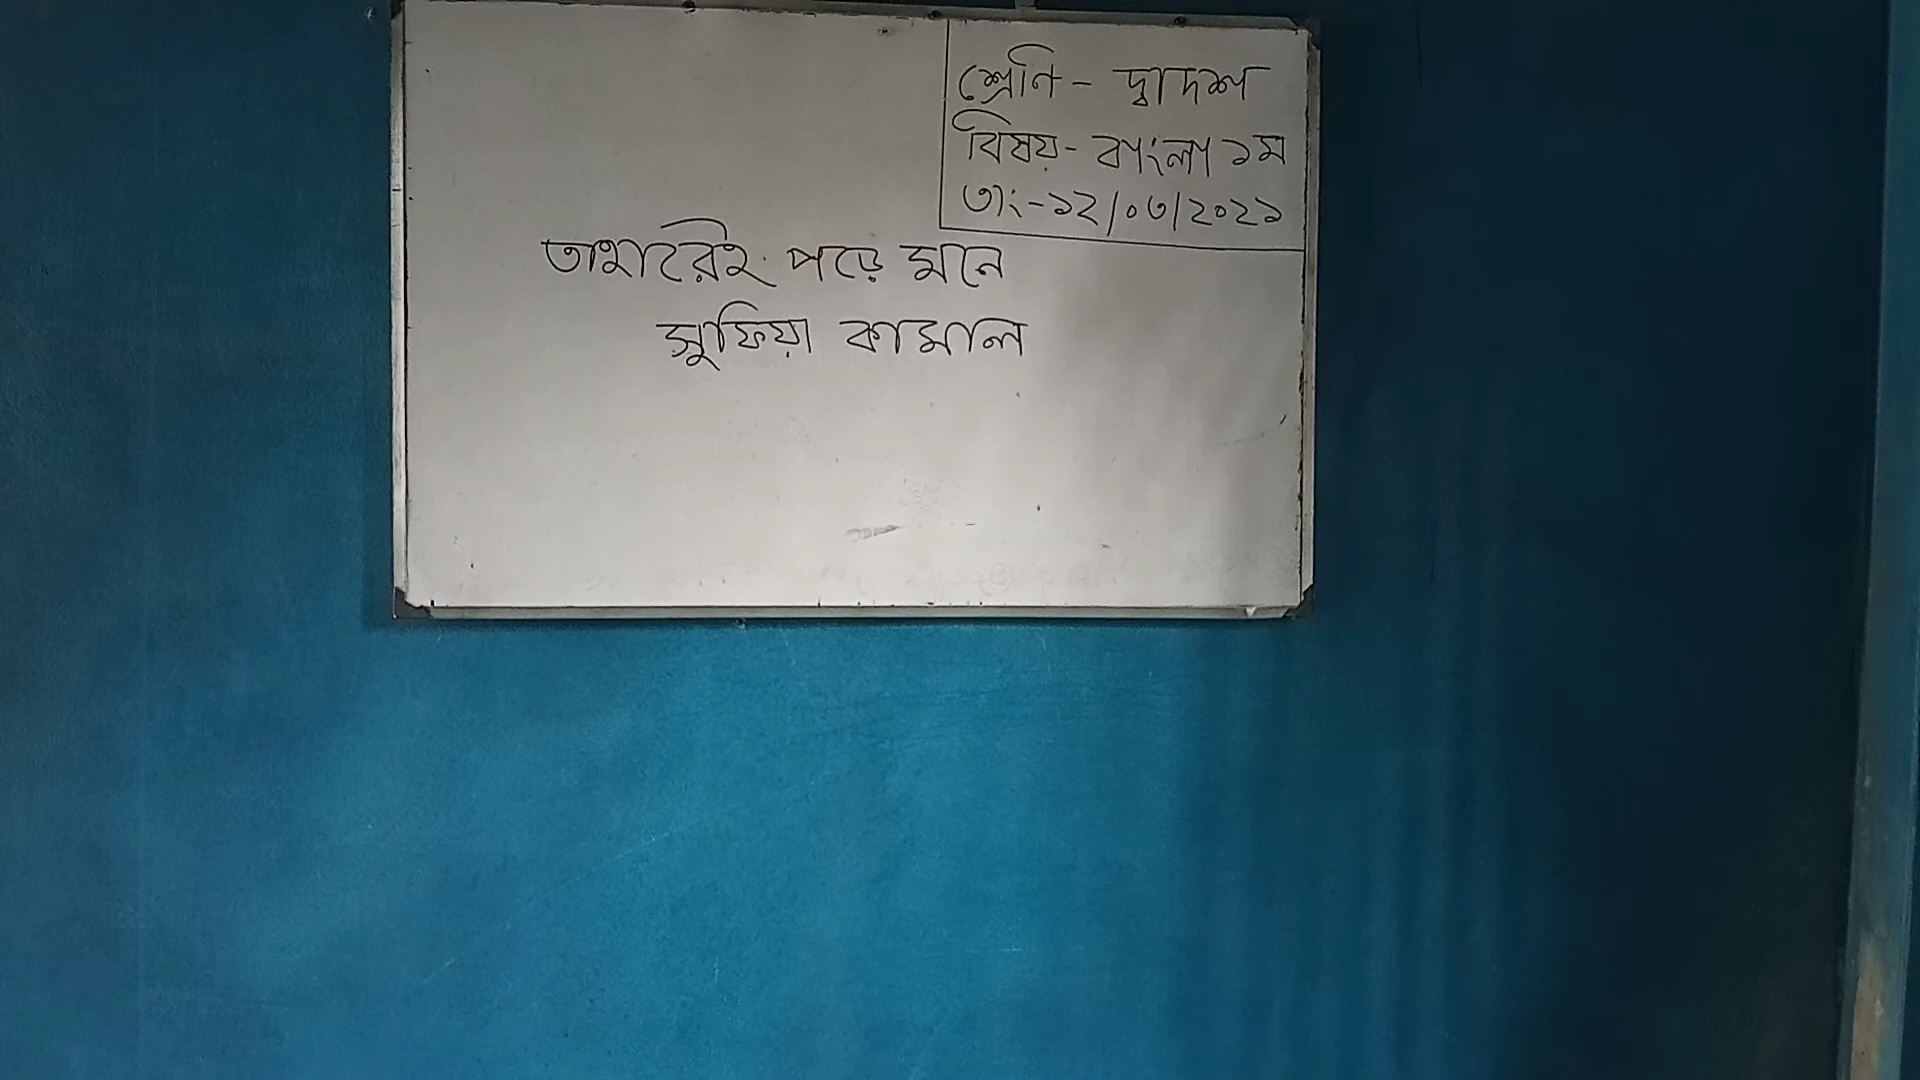 শ্রেণি - দ্বাদশ
বিষয় - বাংলা ১ম
তাং - ১২/০৩/২০২১
তাহারেই পড়ে মনে
সুফিয়া কামাল